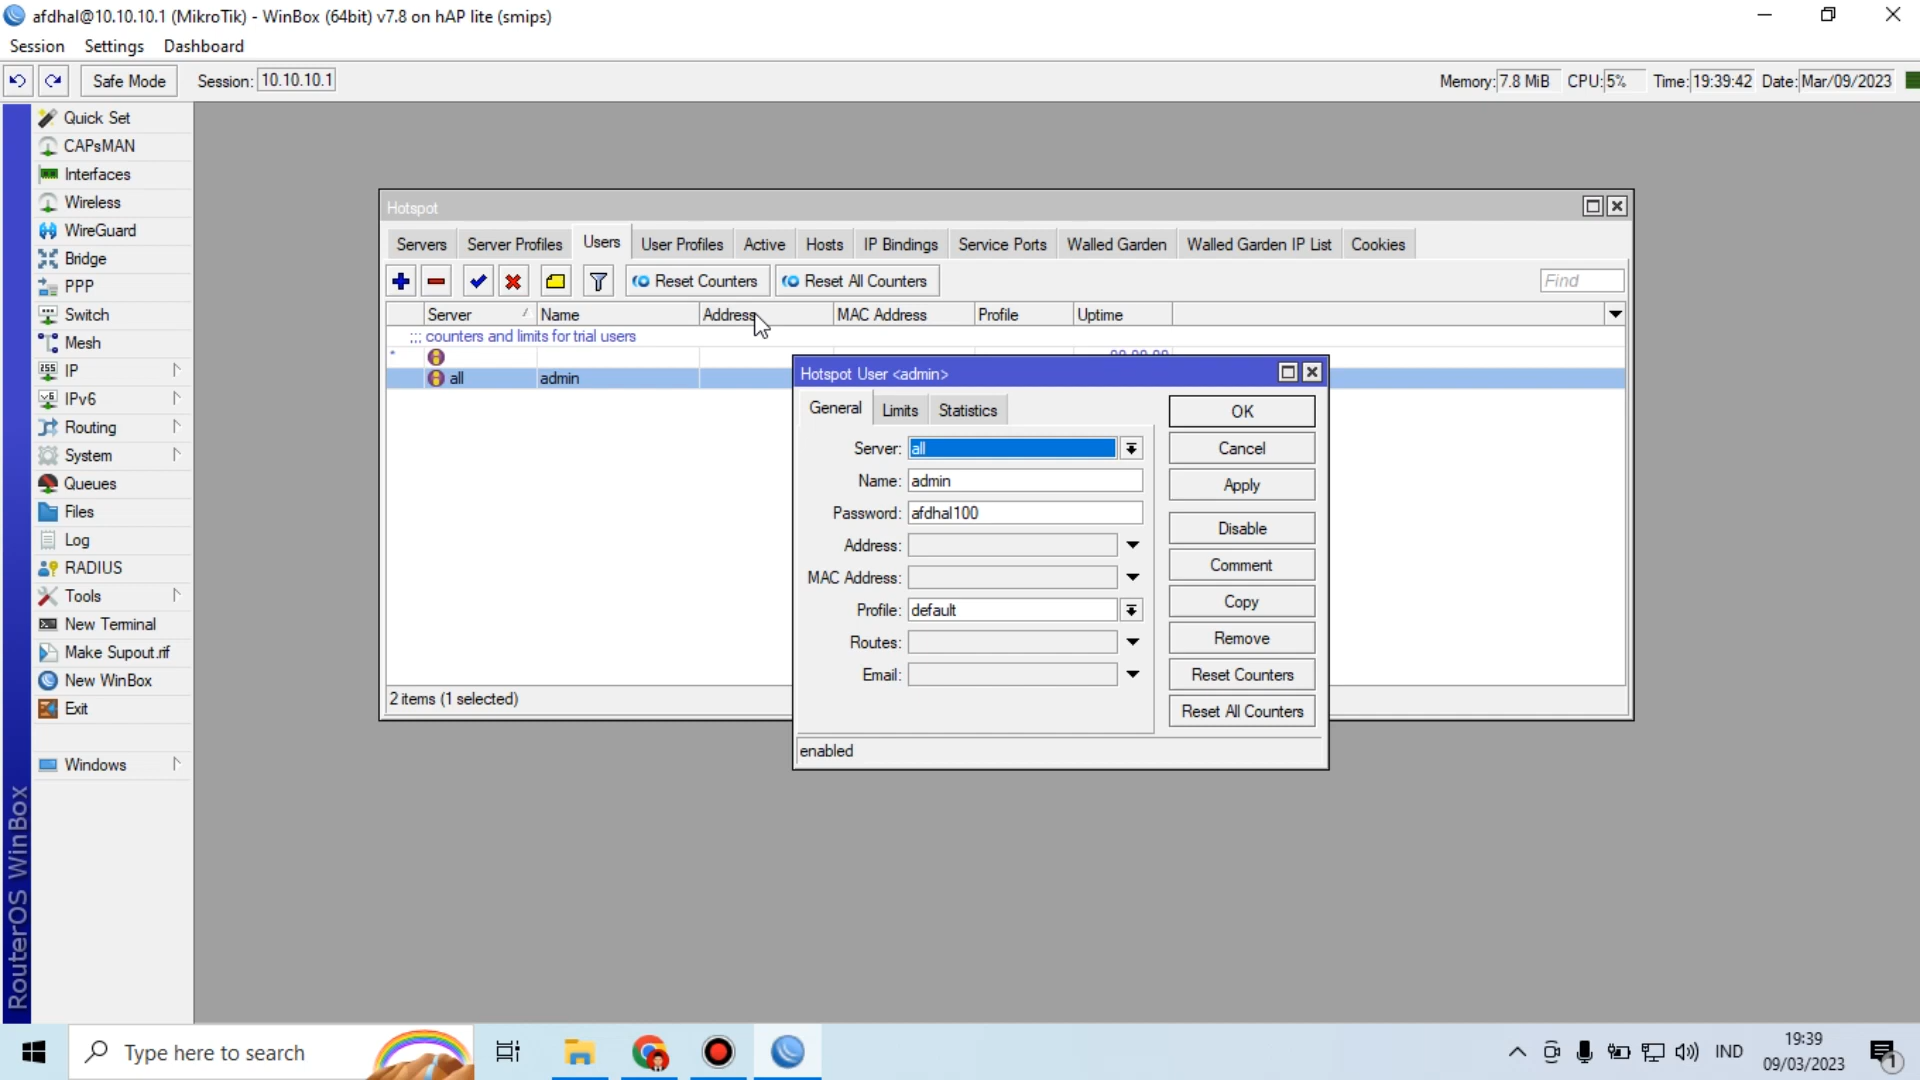 afdhal@10.10.10.1 (MikroTik) - WinBox (64bit) v7.8 on hAP lite (smips)
Session Settings Dashboard
Safe Mode Session: 10.10.10.1 Memory: 7.8 MiB CPU: 5% Time: 19:39:42 Date: Mar/09/2023
Quick Set
CAPsMAN
Interfaces
Wireless
WireGuard
Bridge
PPP
Switch
Mesh
IP
IPv6
Routing
System
Queues
Files
Log
RADIUS
Tools
New Terminal
Make Supout.rif
New WinBox
Exit
Windows
RouterOS WinBox
Hotspot
Servers Server Profiles Users User Profiles Active Hosts IP Bindings Service Ports Walled Garden Walled Garden IP List Cookies
Reset Counters Reset All Counters Find
Server Name Address MAC Address Profile Uptime
;;; counters and limits for trial users
* 00:00:00
all admin
2 items (1 selected)
Hotspot User <admin>
General Limits Statistics
Server: all
Name: admin
Password: afdhal100
Address:
MAC Address:
Profile: default
Routes:
Email:
OK
Cancel
Apply
Disable
Comment
Copy
Remove
Reset Counters
Reset All Counters
enabled
Type here to search
IND
19:39
09/03/2023
1